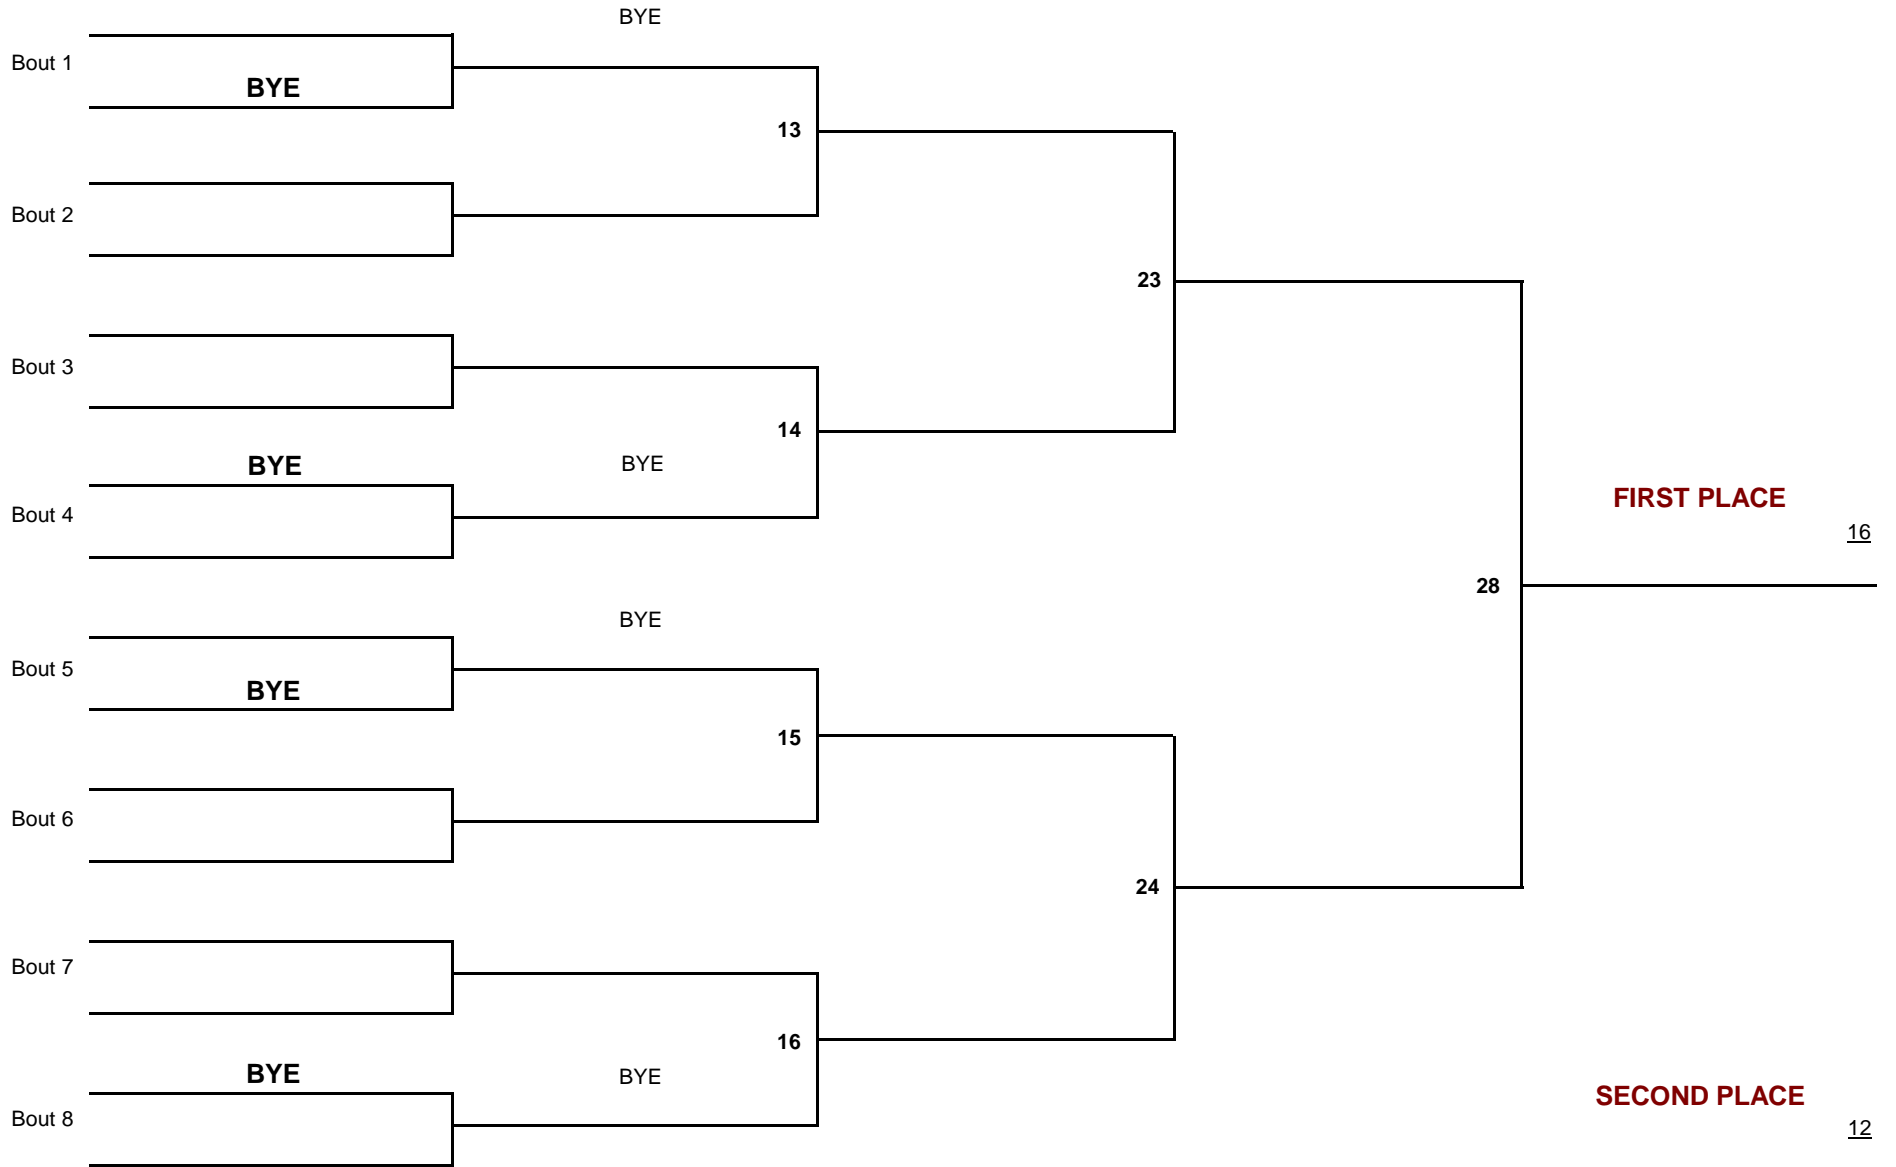 BYE
Bout 1
BYE
13
Bout 2
23
Bout 3
14
BYE
BYE
Bout 4
FIRST PLACE
16
28
BYE
Bout 5
BYE
15
Bout 6
24
Bout 7
16
BYE
BYE
Bout 8
SECOND PLACE
12